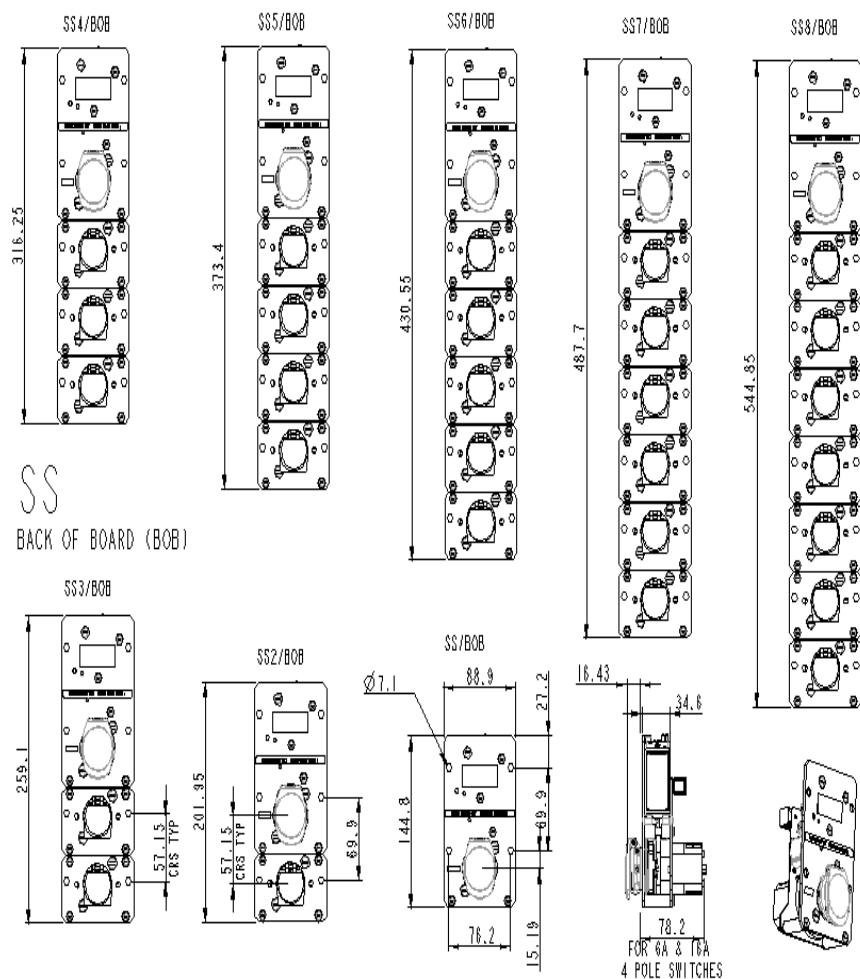 SS4/BOB
SS5/BOB
SS6/BOB
SS7/BOB
SS8/BOB
316.25
373.4
430.55
487.7
544.85
SS
BACK OF BOARD (BOB)
SS3/BOB
SS2/BOB
SS/BOB
259.1
57.15
CRS TYP
201.95
57.15
CRS TYP
69.9
Ø7.1
88.9
27.2
144.8
69.9
76.2
15.19
16.43
34.6
78.2
FOR 6A & 16A
4 POLE SWITCHES